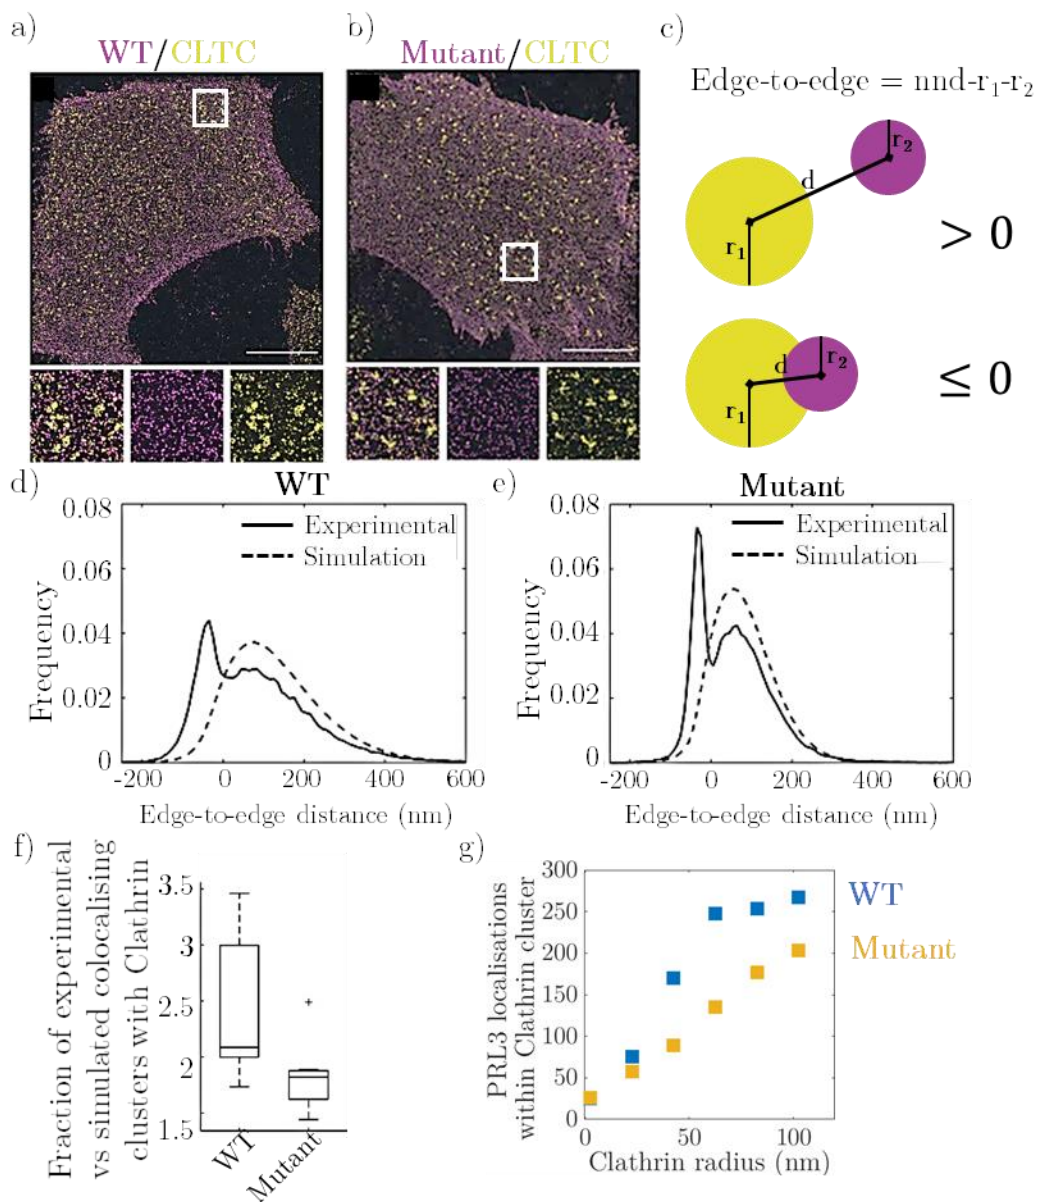 a)
WT/CLTC
b)
Mutant/CLTC
c)
Edge-to-edge = nnd-r₁-r₂
r₂
d
r₁
> 0
r₂
d
r₁
≤ 0
d)
WT
Experimental
Simulation
Frequency
0.08
0.06
0.04
0.02
0
-200
0
200
400
600
Edge-to-edge distance (nm)
e)
Mutant
Experimental
Simulation
Frequency
0.08
0.06
0.04
0.02
0
-200
0
200
400
600
Edge-to-edge distance (nm)
f)
Fraction of experimental
vs simulated colocalising
clusters with Clathrin
3.5
3
2.5
2
1.5
WT
Mutant
g)
PRL3 localisations
within Clathrin cluster
300
250
200
150
100
50
0
0
50
100
Clathrin radius (nm)
WT
Mutant